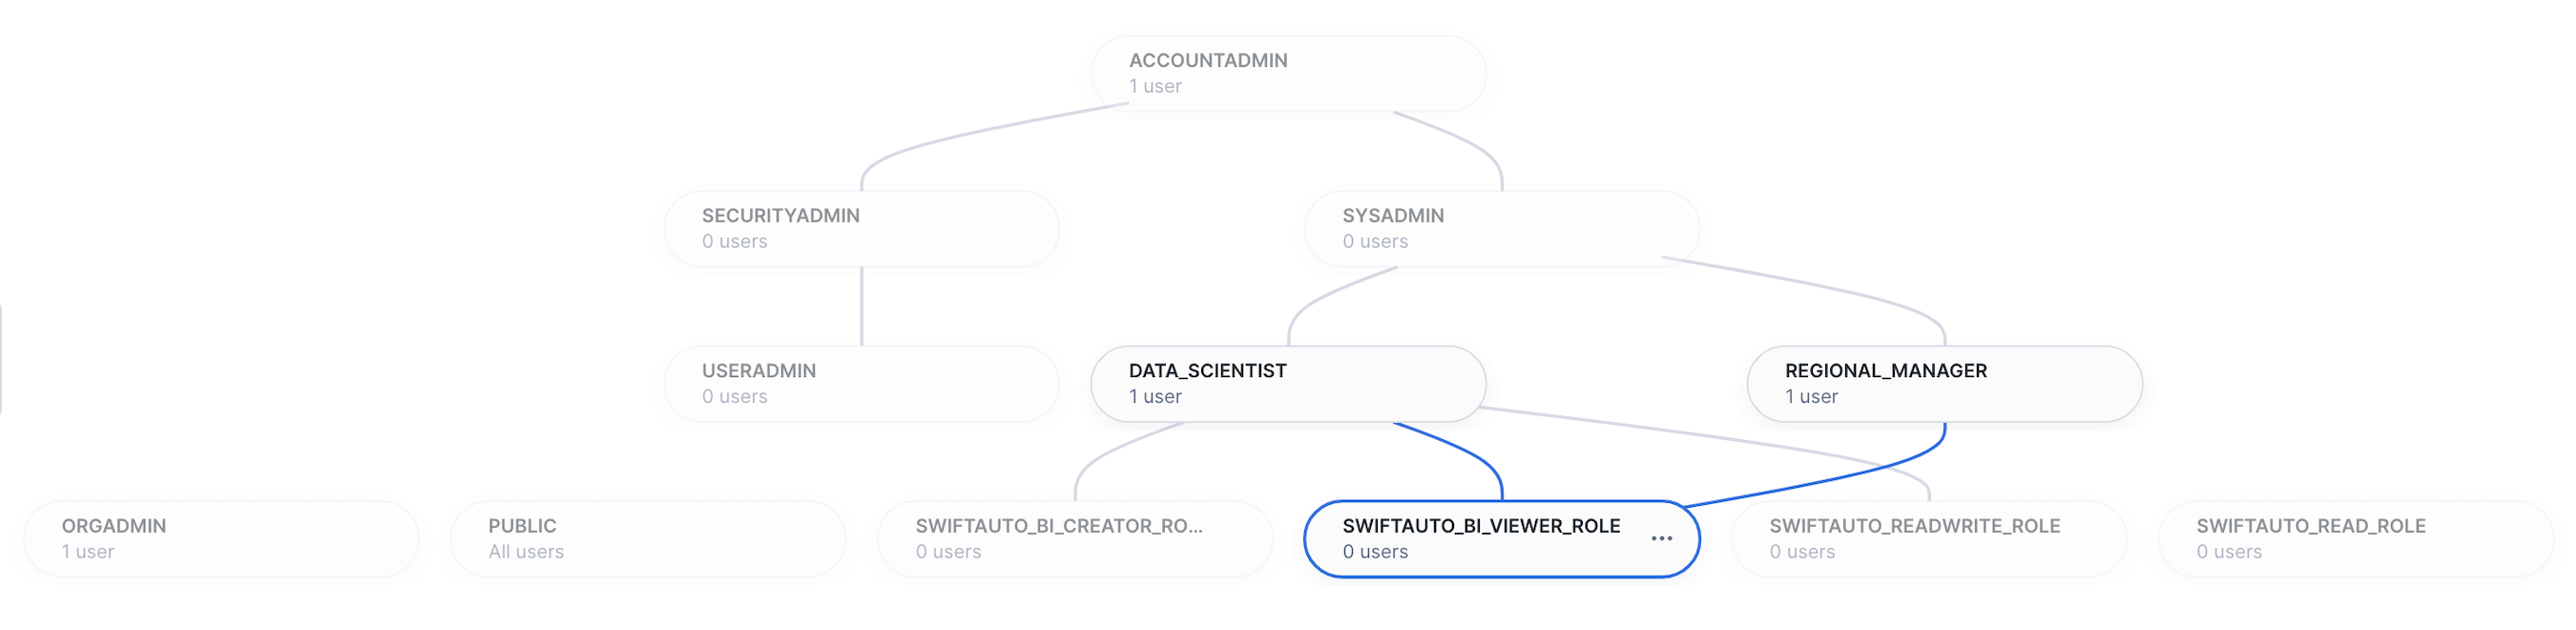 ACCOUNTADMIN
1 user
SECURITYADMIN
0 users
SYSADMIN
0 users
USERADMIN
0 users
DATA_SCIENTIST
1 user
REGIONAL_MANAGER
1 user
ORGADMIN
1 user
PUBLIC
All users
SWIFTAUTO_BI_CREATOR_RO...
0 users
SWIFTAUTO_BI_VIEWER_ROLE
0 users
SWIFTAUTO_READWRITE_ROLE
0 users
SWIFTAUTO_READ_ROLE
0 users